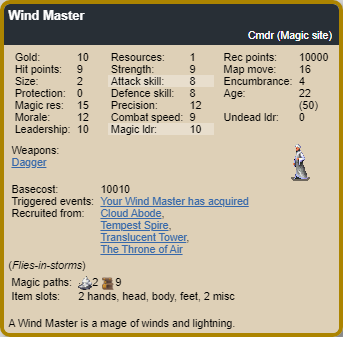 Wind Master
Cmdr (Magic site)
Gold: 10 Resources: 1 Rec points: 10000
Hit points: 9 Strength: 9 Map move: 16
Size: 2 Attack skill: 8 Encumbrance: 4
Protection: 0 Defence skill: 8 Age: 22
Magic res: 15 Precision: 12 (50)
Morale: 12 Combat speed: 9 Undead ldr: 0
Leadership: 10 Magic ldr: 10
Weapons:
Dagger
Basecost: 10010
Triggered events: Your Wind Master has acquired
Recruited from: Cloud Abode,
Tempest Spire,
Translucent Tower,
The Throne of Air
(Flies-in-storms)
Magic paths: 2 9
Item slots: 2 hands, head, body, feet, 2 misc
A Wind Master is a mage of winds and lightning.